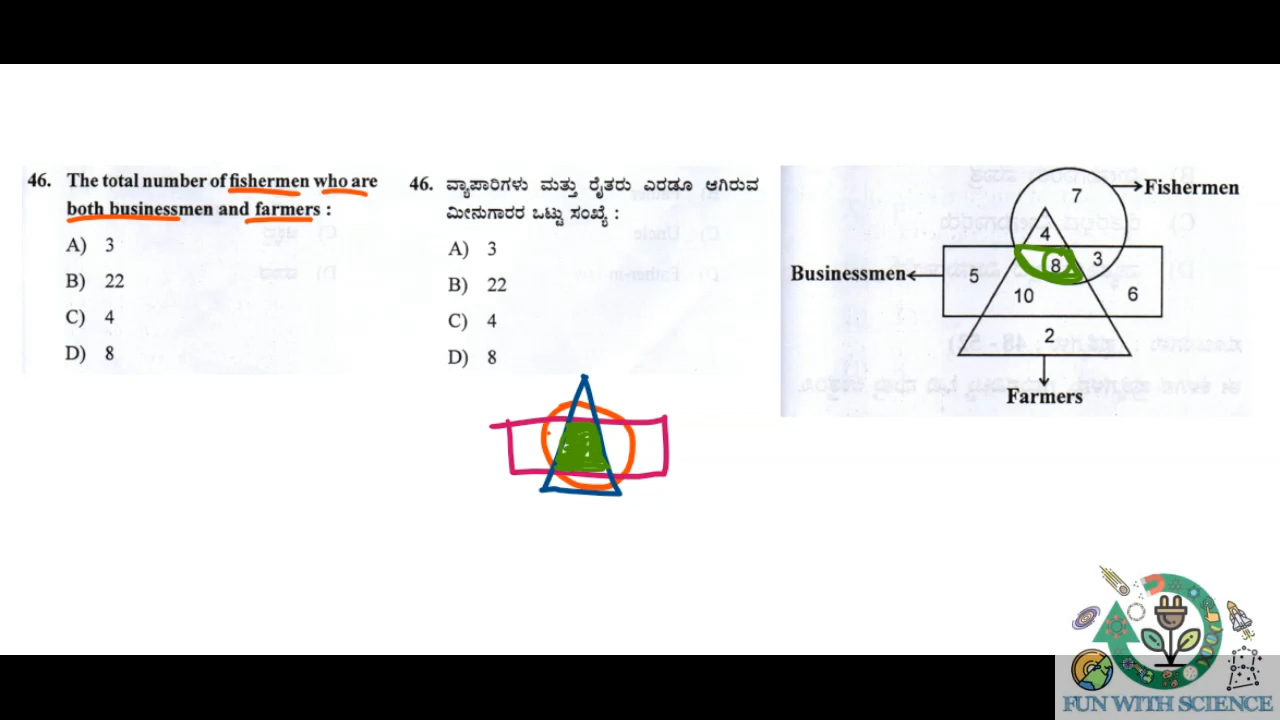 46. The total number of fishermen who are
both businessmen and farmers :
A) 3
B) 22
C) 4
D) 8
46. ವ್ಯಾಪಾರಿಗಳು ಮತ್ತು ರೈತರು ಎರಡೂ ಆಗಿರುವ
ಮೀನುಗಾರರ ಒಟ್ಟು ಸಂಖ್ಯೆ :
A) 3
B) 22
C) 4
D) 8
7
Fishermen
4
8
3
Businessmen
5
10
6
2
Farmers
FUN WITH SCIENCE